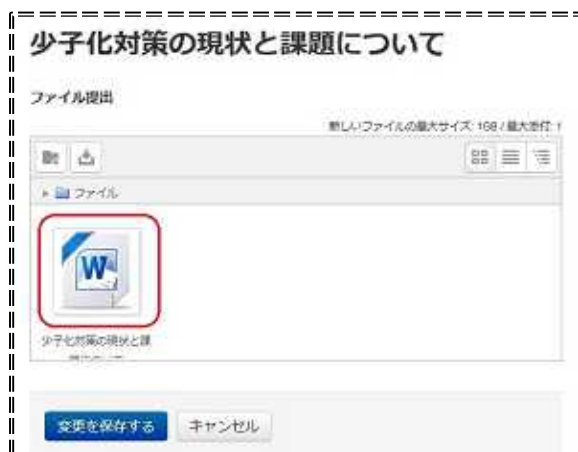 少子化対策の現状と課題について
ファイル提出
新しいファイルの最大サイズ: 1GB / 最大添付: 1
ファイル
W
少子化対策の現状と課
変更を保存する キャンセル